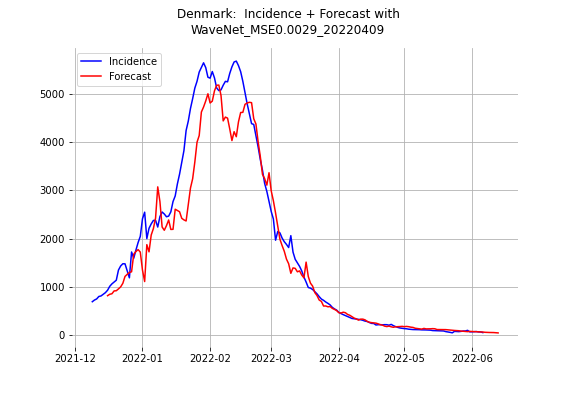 Denmark:  Incidence + Forecast with
WaveNet_MSE0.0029_20220409
Incidence
Forecast
5000
4000
3000
2000
1000
0
2021-12 2022-01 2022-02 2022-03 2022-04 2022-05 2022-06